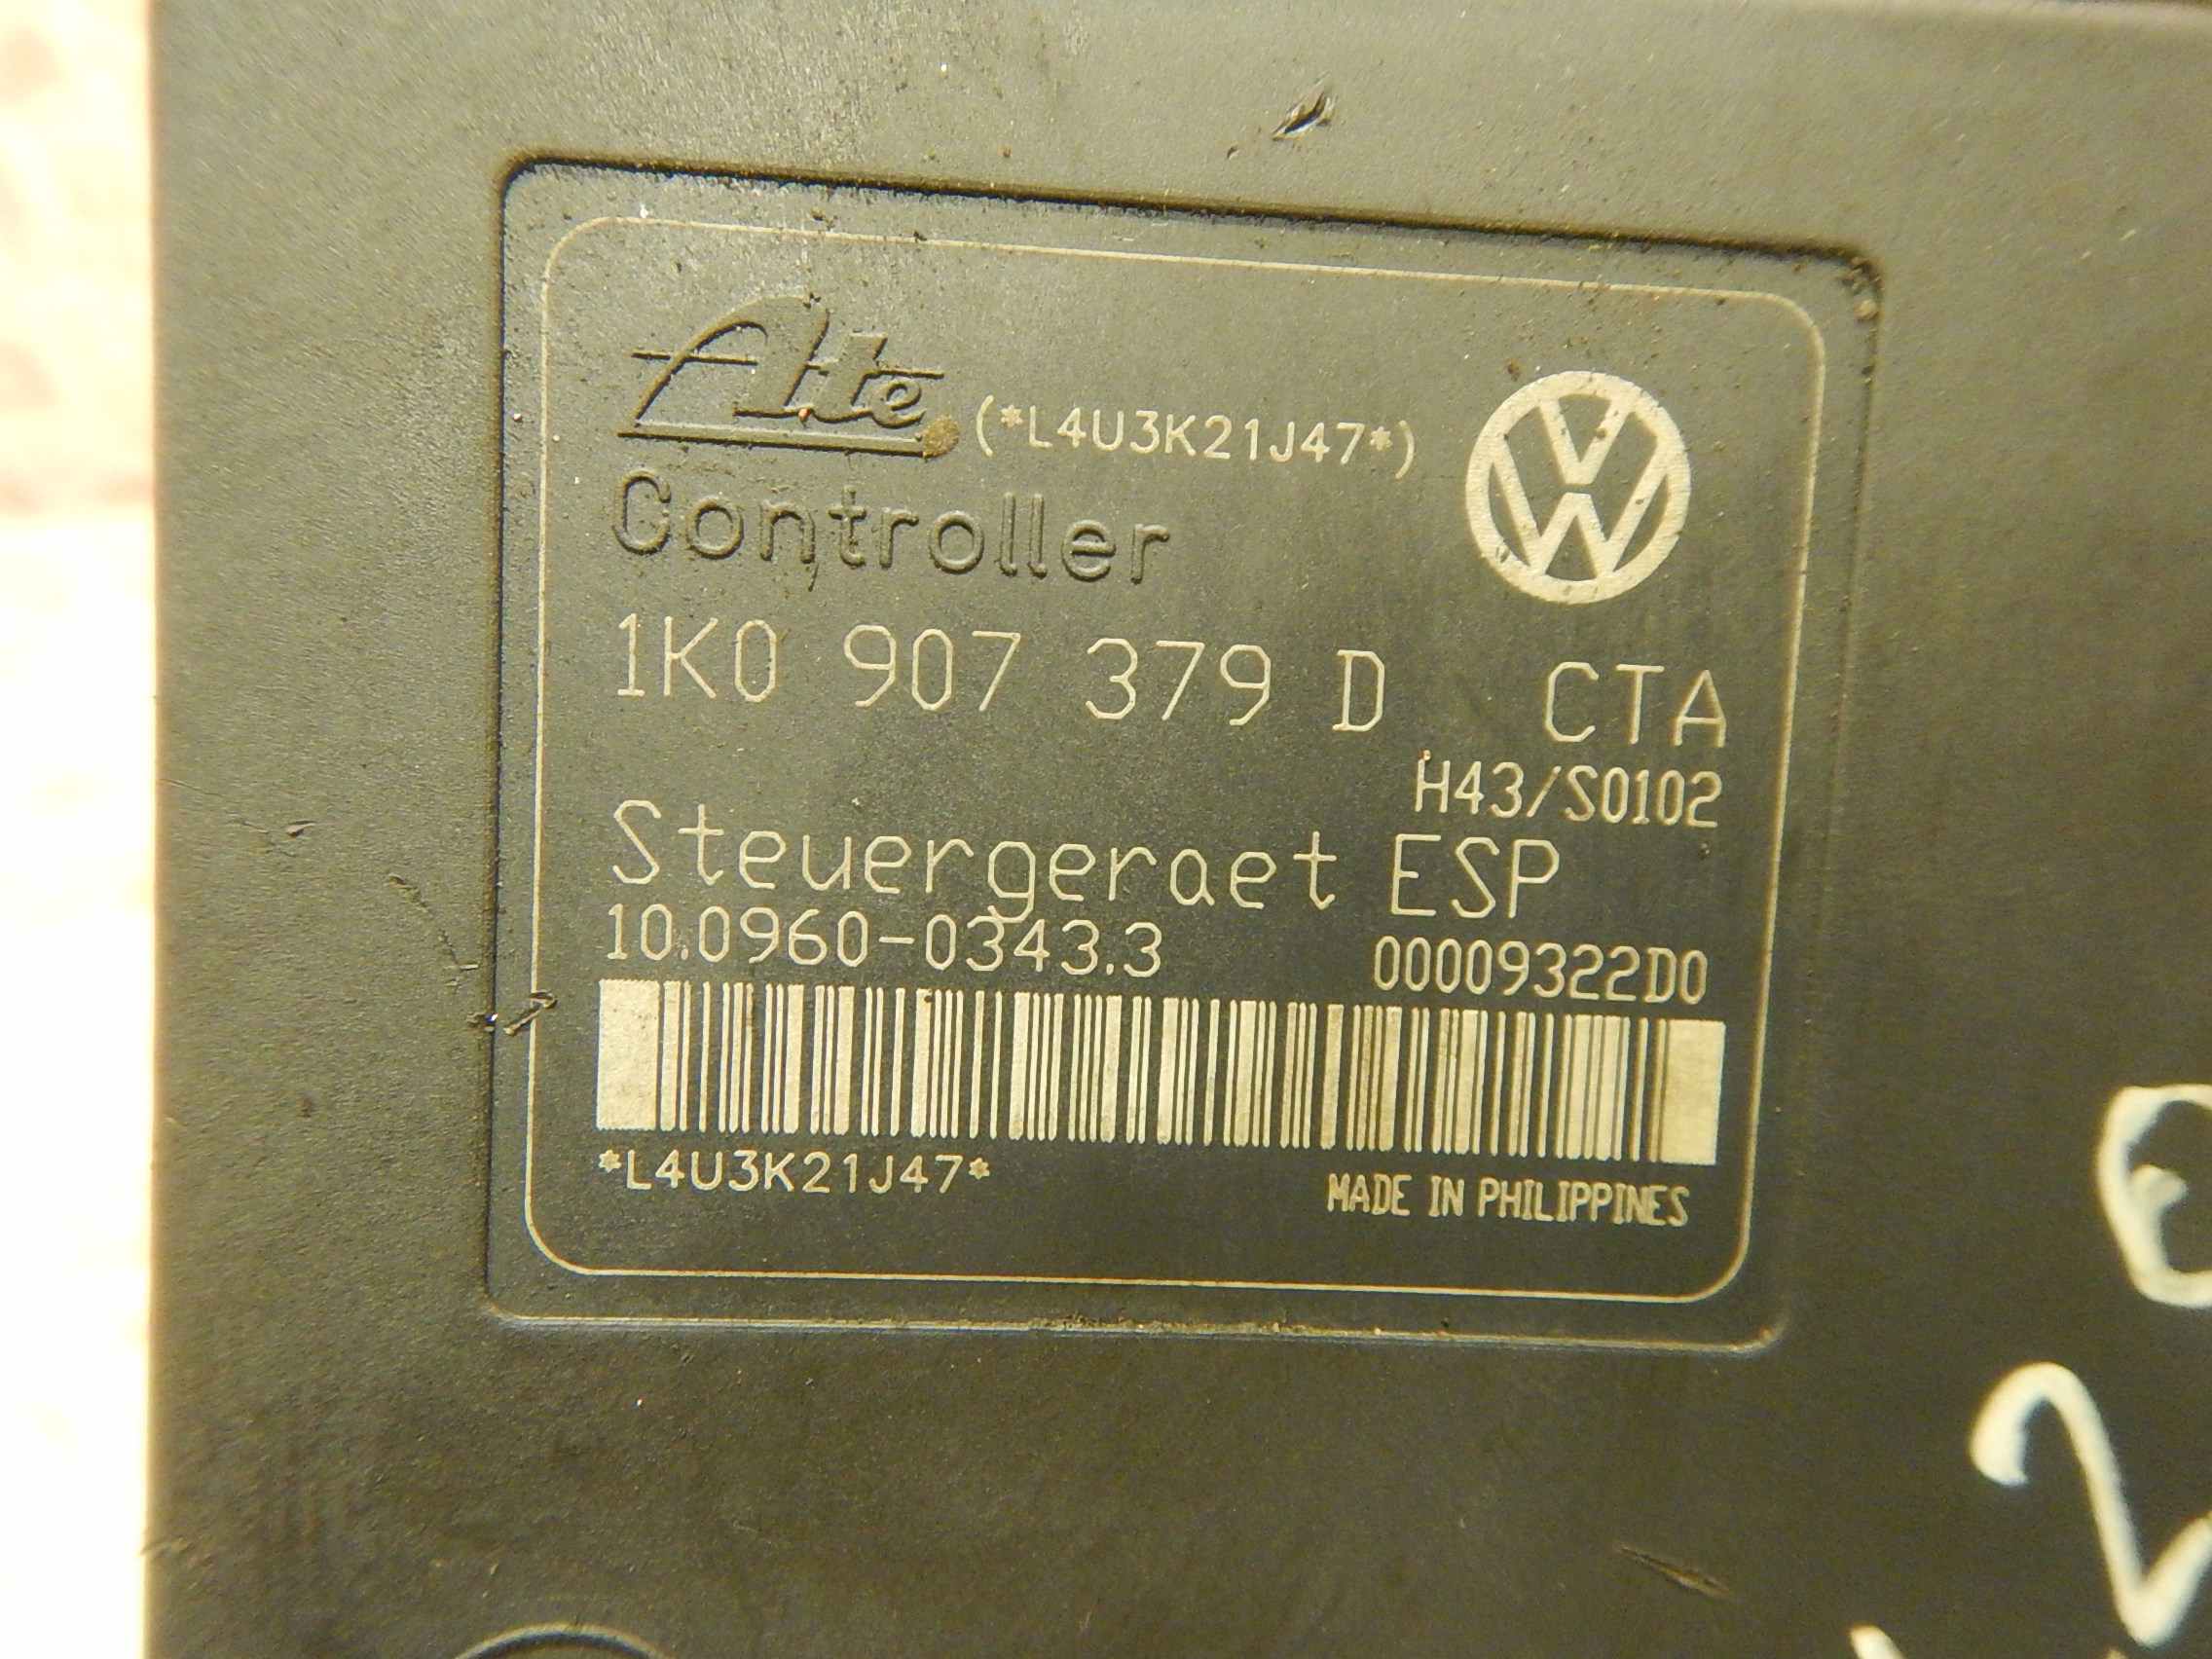 Ate (*L4U3K21J47*)
Controller
1K0 907 379 D CTA
H43/S0102
Steuergeraet ESP
10.0960-0343.3 00009322D0
*L4U3K21J47* MADE IN PHILIPPINES
2